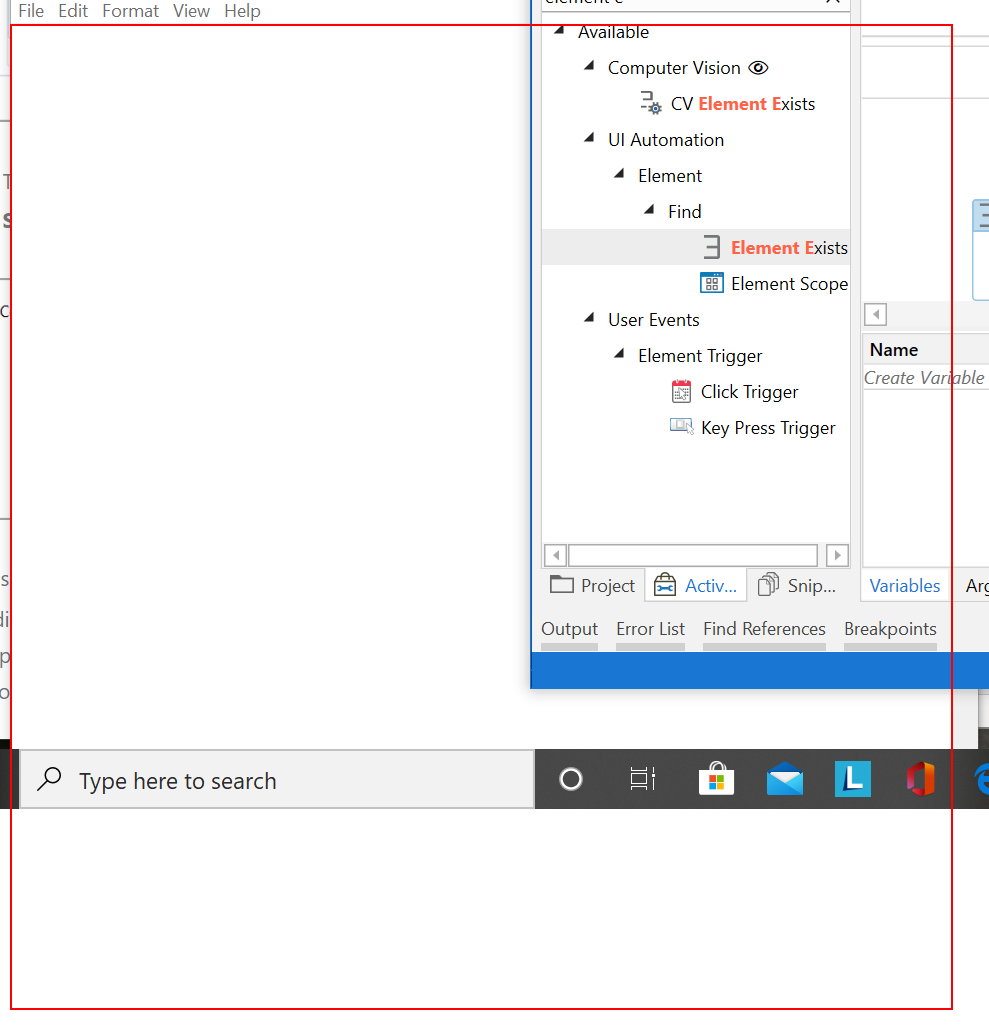 File Edit Format View Help
Available
Computer Vision
CV Element Exists
UI Automation
Element
Find
Element Exists
Element Scope
User Events
Element Trigger
Click Trigger
Key Press Trigger
Name
Create Variable
Project Activ... Snip...
Variables
Output Error List Find References Breakpoints
Type here to search